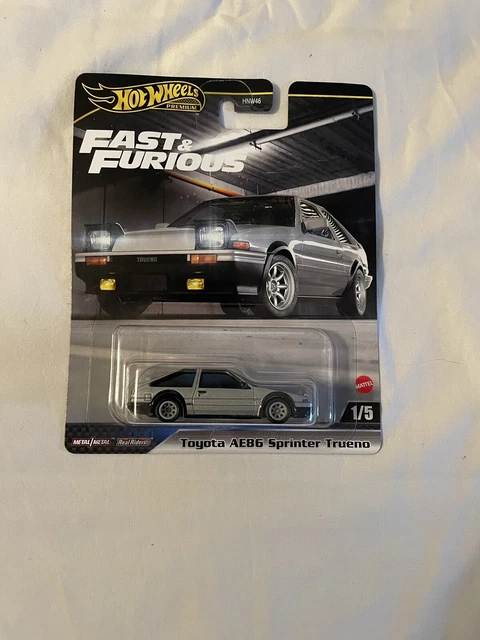 HOT WHEELS
PREMIUM
HNW46
FAST &
FURIOUS
TRUENO
MATTEL
1/5
METAL/METAL
Real Riders
Toyota AE86 Sprinter Trueno